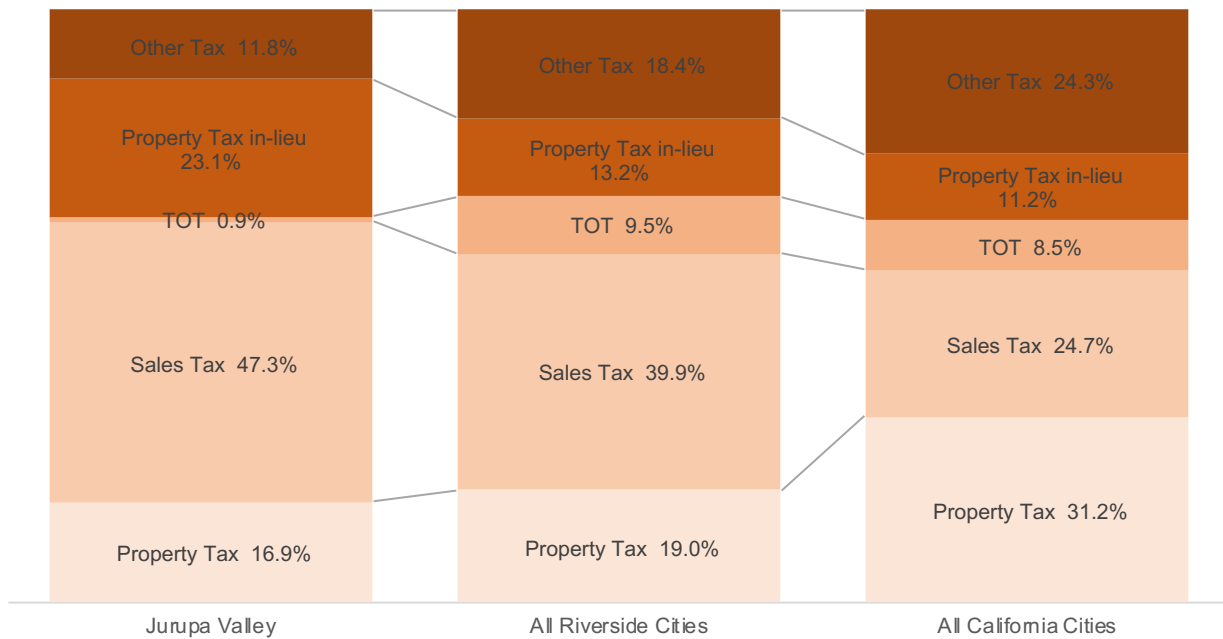 Other Tax 11.8%
Property Tax in-lieu
23.1%
TOT 0.9%
Sales Tax 47.3%
Property Tax 16.9%
Jurupa Valley
Other Tax 18.4%
Property Tax in-lieu
13.2%
TOT 9.5%
Sales Tax 39.9%
Property Tax 19.0%
All Riverside Cities
Other Tax 24.3%
Property Tax in-lieu
11.2%
TOT 8.5%
Sales Tax 24.7%
Property Tax 31.2%
All California Cities